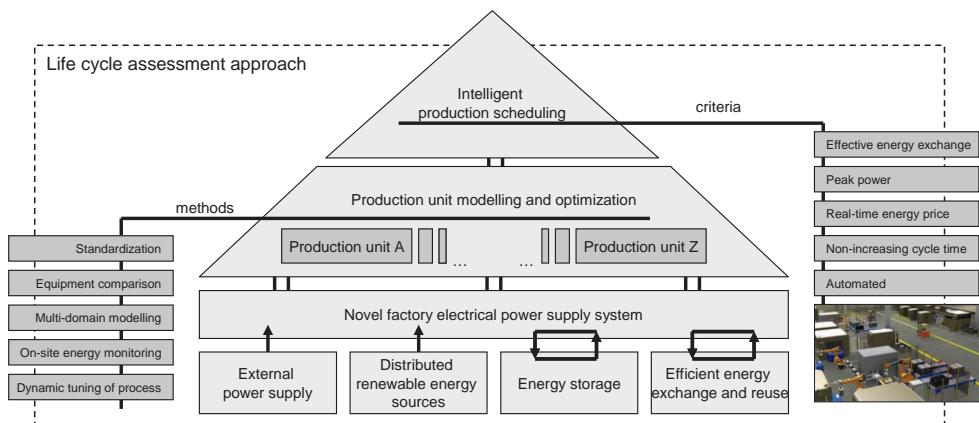 Life cycle assessment approach
Intelligent
production scheduling
criteria
Effective energy exchange
Peak power
Real-time energy price
Non-increasing cycle time
Automated
Production unit modelling and optimization
methods
Production unit A
...
...
Production unit Z
Standardization
Equipment comparison
Multi-domain modelling
On-site energy monitoring
Dynamic tuning of process
Novel factory electrical power supply system
External
power supply
Distributed
renewable energy
sources
Energy storage
Efficient energy
exchange and reuse